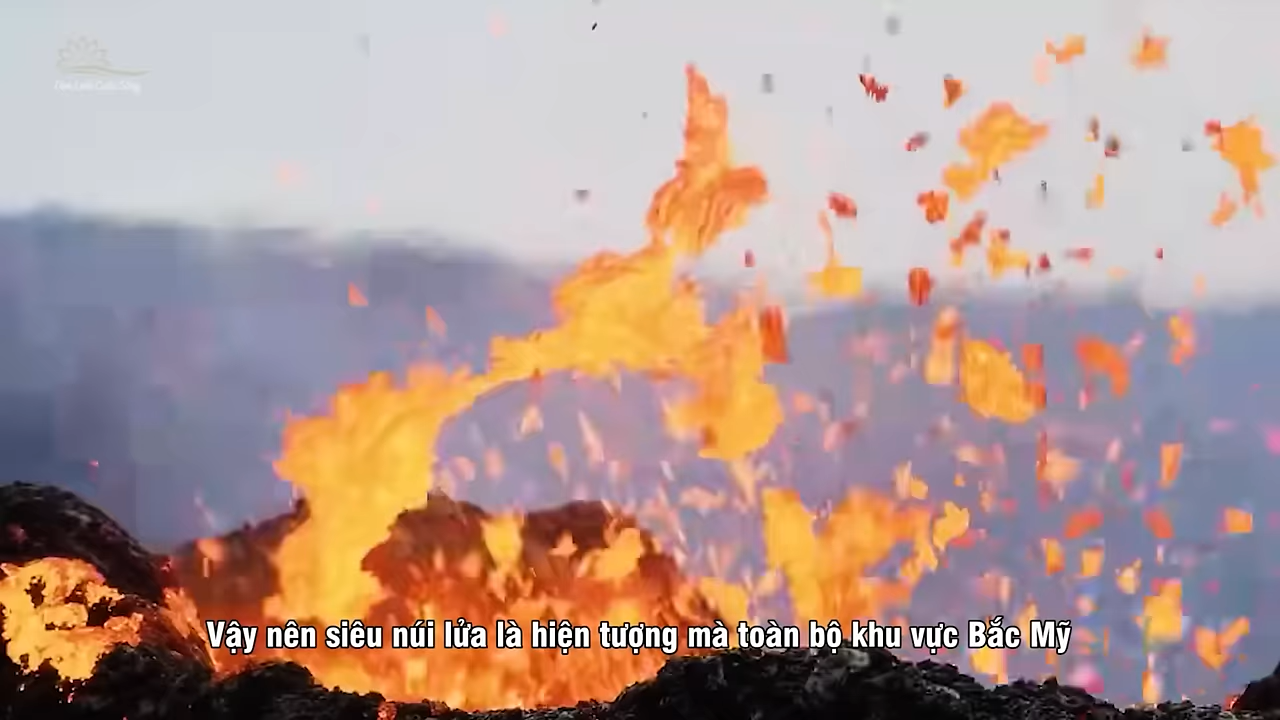 Vậy nên siêu núi lửa là hiện tượng mà toàn bộ khu vực Bắc Mỹ